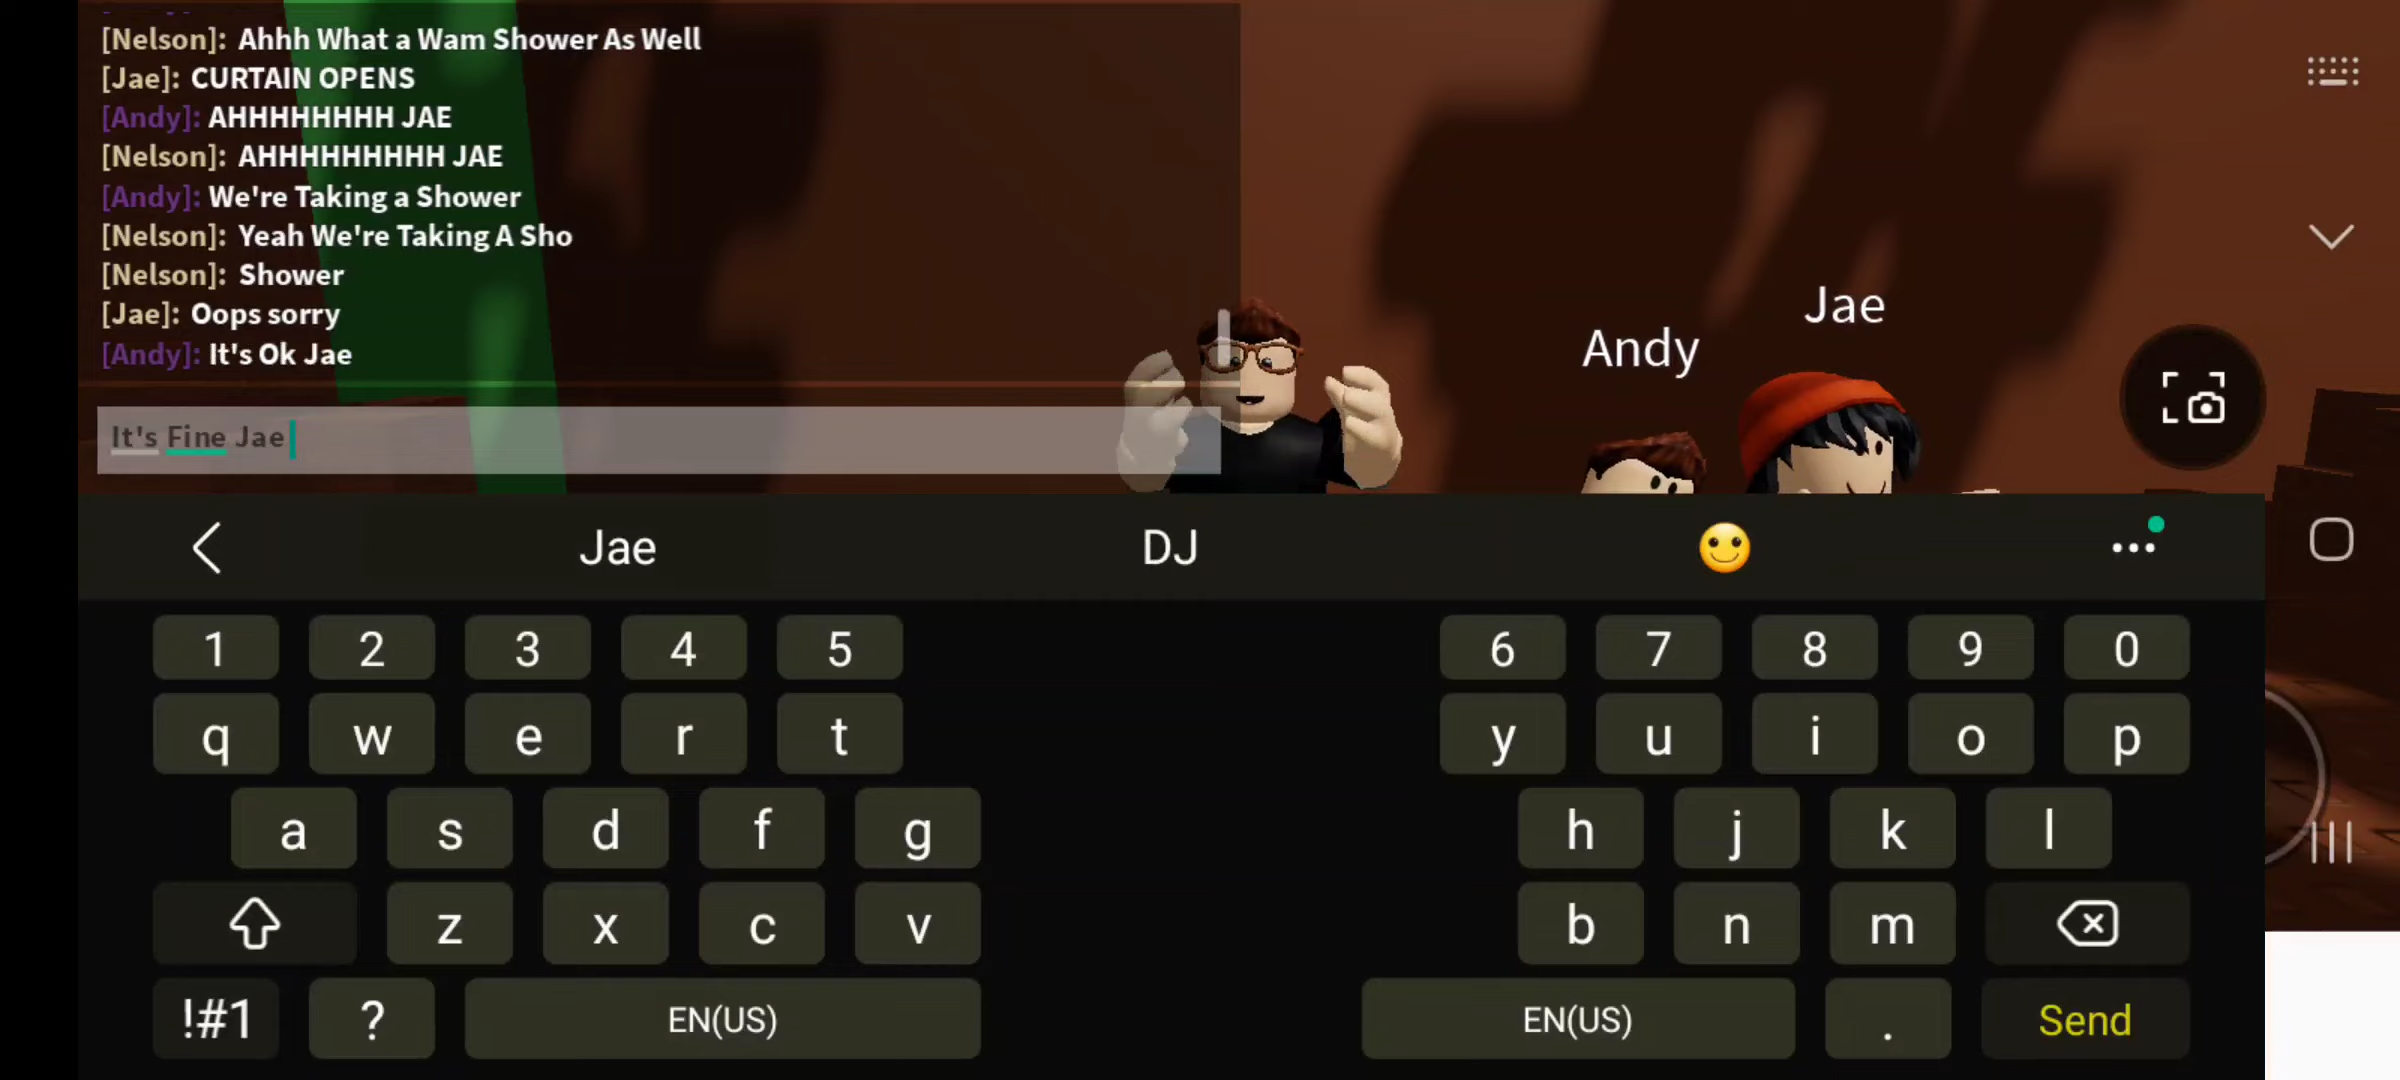 [Nelson]: Ahhh What a Wam Shower As Well
[Jae]: CURTAIN OPENS
[Andy]: AHHHHHHHH JAE
[Nelson]: AHHHHHHHHH JAE
[Andy]: We're Taking a Shower
[Nelson]: Yeah We're Taking A Sho
[Nelson]: Shower
[Jae]: Oops sorry
[Andy]: It's Ok Jae
It's Fine Jae
Andy
Jae
Jae DJ
1 2 3 4 5 6 7 8 9 0
q w e r t y u i o p
a s d f g h j k l
z x c v b n m
!#1 ? EN(US) EN(US) . Send